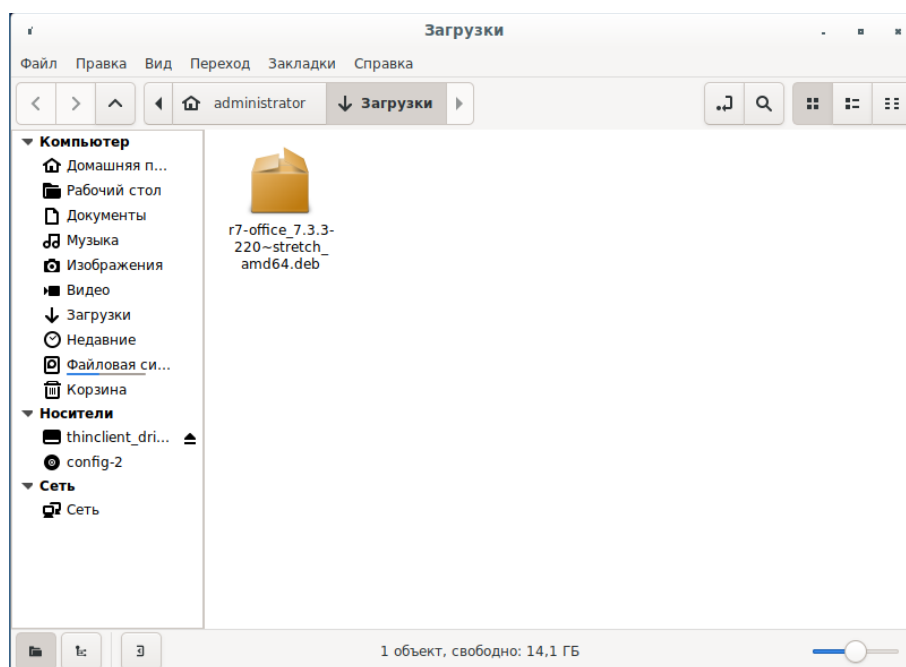 Загрузки
Файл Правка Вид Переход Закладки Справка
administrator Загрузки
Компьютер
Домашняя п...
Рабочий стол
Документы
Музыка
Изображения
Видео
Загрузки
Недавние
Файловая си...
Корзина
Носители
thinclient_dri...
config-2
Сеть
Сеть
r7-office_7.3.3-
220~stretch_
amd64.deb
1 объект, свободно: 14,1 ГБ